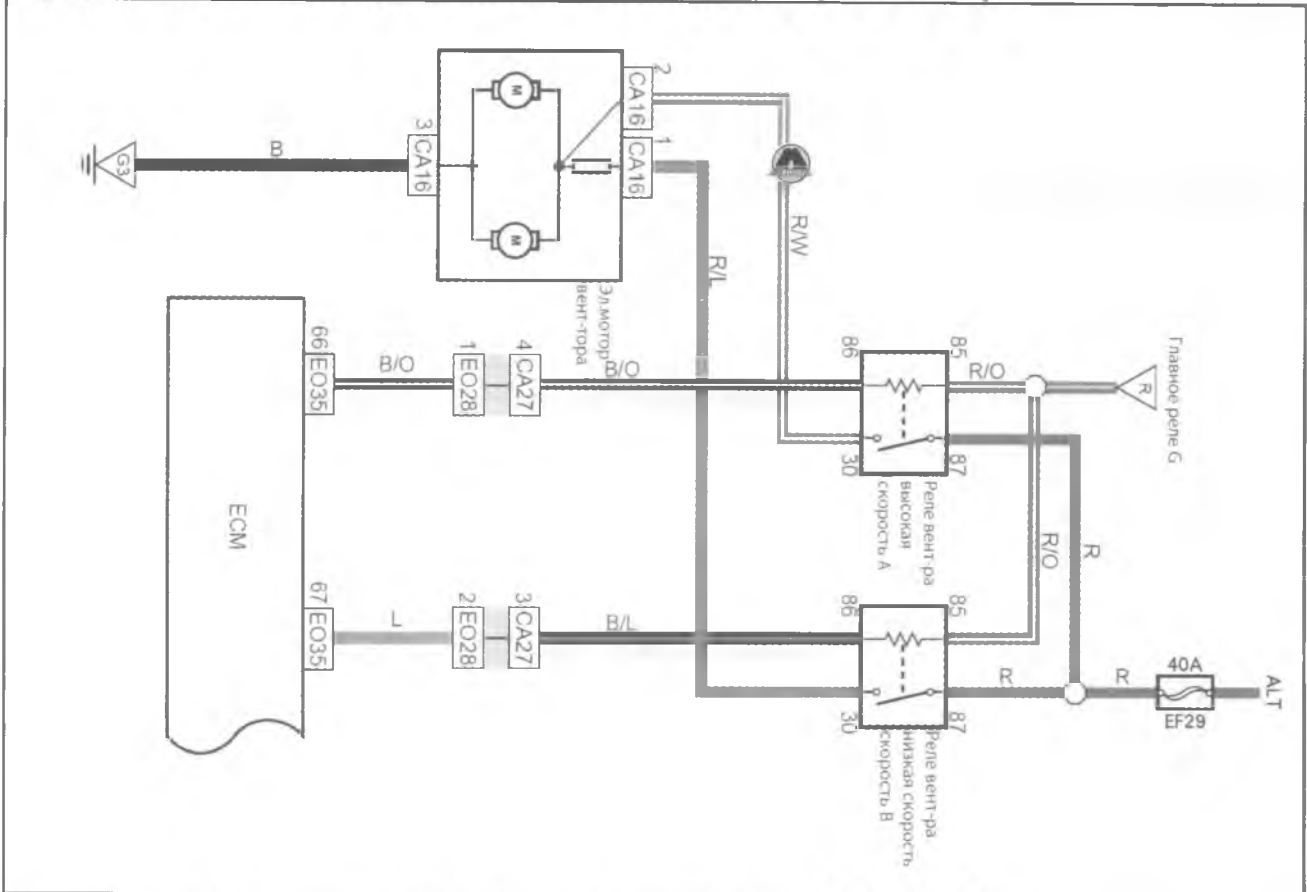 2
CA16
1
CA16
3
CA16
B
G3
R/W
R/L
Эл.мотор
вент-тора
66
EO35
B/O
1
EO28
4
CA27
B/O
86
85
R/O
R
Главное реле G
30
87
Реле вент-ра
высокая
скорость A
R/O
R
ECM
67
EO35
L
2
EO28
3
CA27
B/L
86
85
30
87
R
R
40A
EF29
ALT
Реле вент-ра
низкая скорость
скорость B